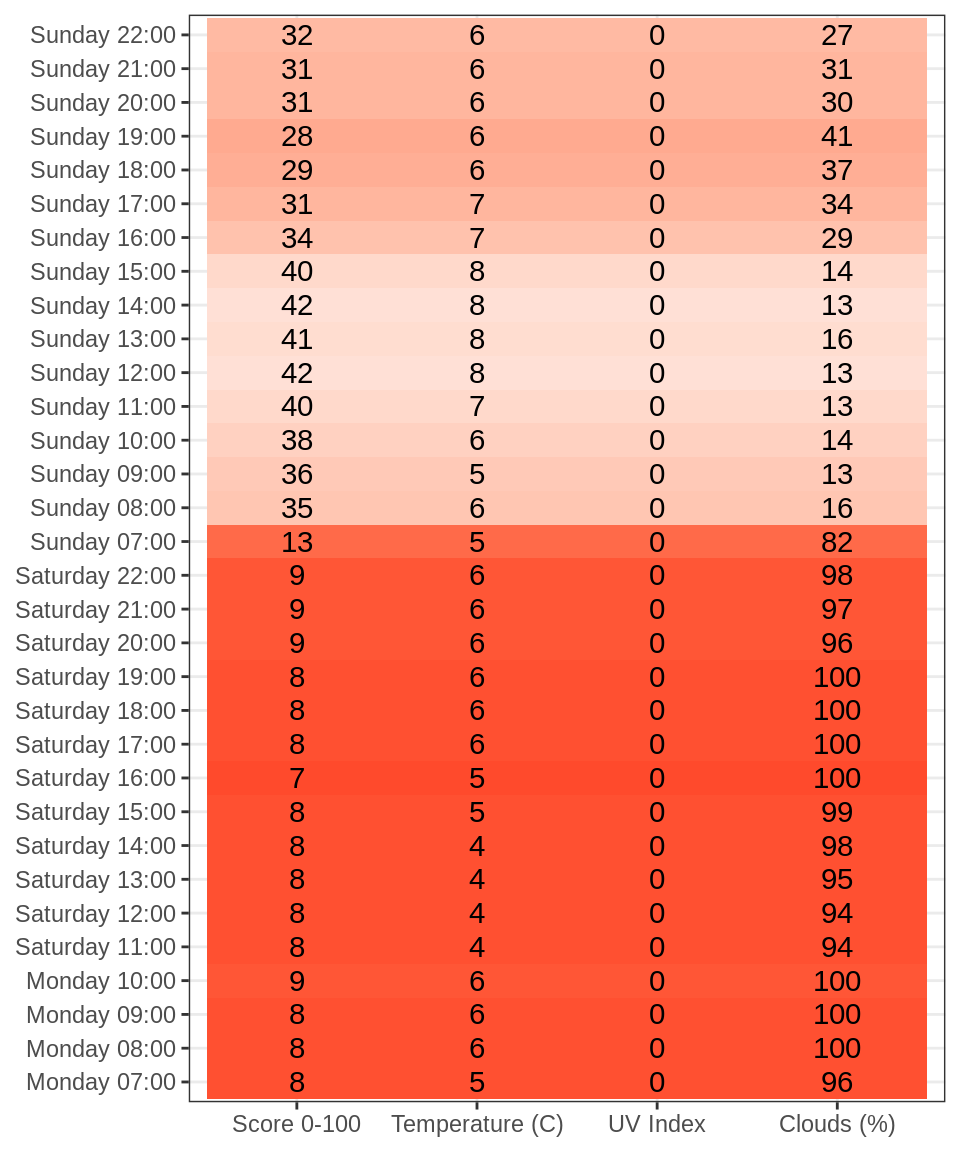 Sunday 22:00 32 6 0 27
Sunday 21:00 31 6 0 31
Sunday 20:00 31 6 0 30
Sunday 19:00 28 6 0 41
Sunday 18:00 29 6 0 37
Sunday 17:00 31 7 0 34
Sunday 16:00 34 7 0 29
Sunday 15:00 40 8 0 14
Sunday 14:00 42 8 0 13
Sunday 13:00 41 8 0 16
Sunday 12:00 42 8 0 13
Sunday 11:00 40 7 0 13
Sunday 10:00 38 6 0 14
Sunday 09:00 36 5 0 13
Sunday 08:00 35 6 0 16
Sunday 07:00 13 5 0 82
Saturday 22:00 9 6 0 98
Saturday 21:00 9 6 0 97
Saturday 20:00 9 6 0 96
Saturday 19:00 8 6 0 100
Saturday 18:00 8 6 0 100
Saturday 17:00 8 6 0 100
Saturday 16:00 7 5 0 100
Saturday 15:00 8 5 0 99
Saturday 14:00 8 4 0 98
Saturday 13:00 8 4 0 95
Saturday 12:00 8 4 0 94
Saturday 11:00 8 4 0 94
Monday 10:00 9 6 0 100
Monday 09:00 8 6 0 100
Monday 08:00 8 6 0 100
Monday 07:00 8 5 0 96
Score 0-100 Temperature (C) UV Index Clouds (%)